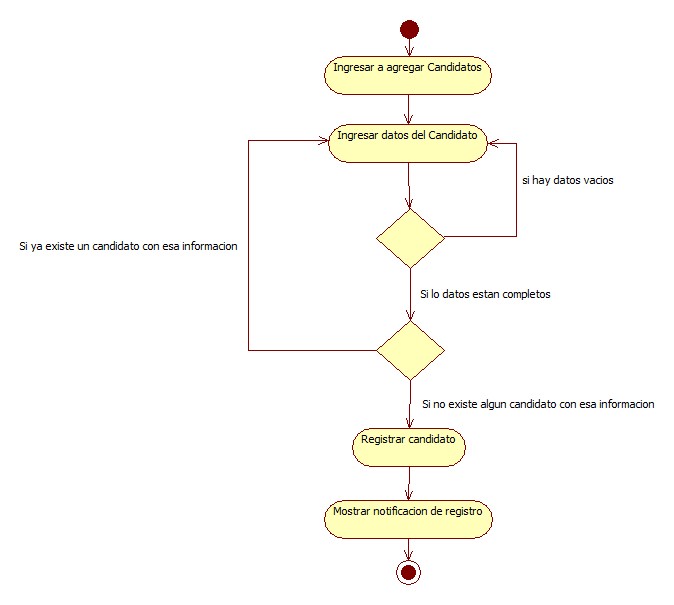 Ingresar a agregar Candidatos
Ingresar datos del Candidato
si hay datos vacios
Si ya existe un candidato con esa informacion
Si lo datos estan completos
Si no existe algun candidato con esa informacion
Registrar candidato
Mostrar notificacion de registro